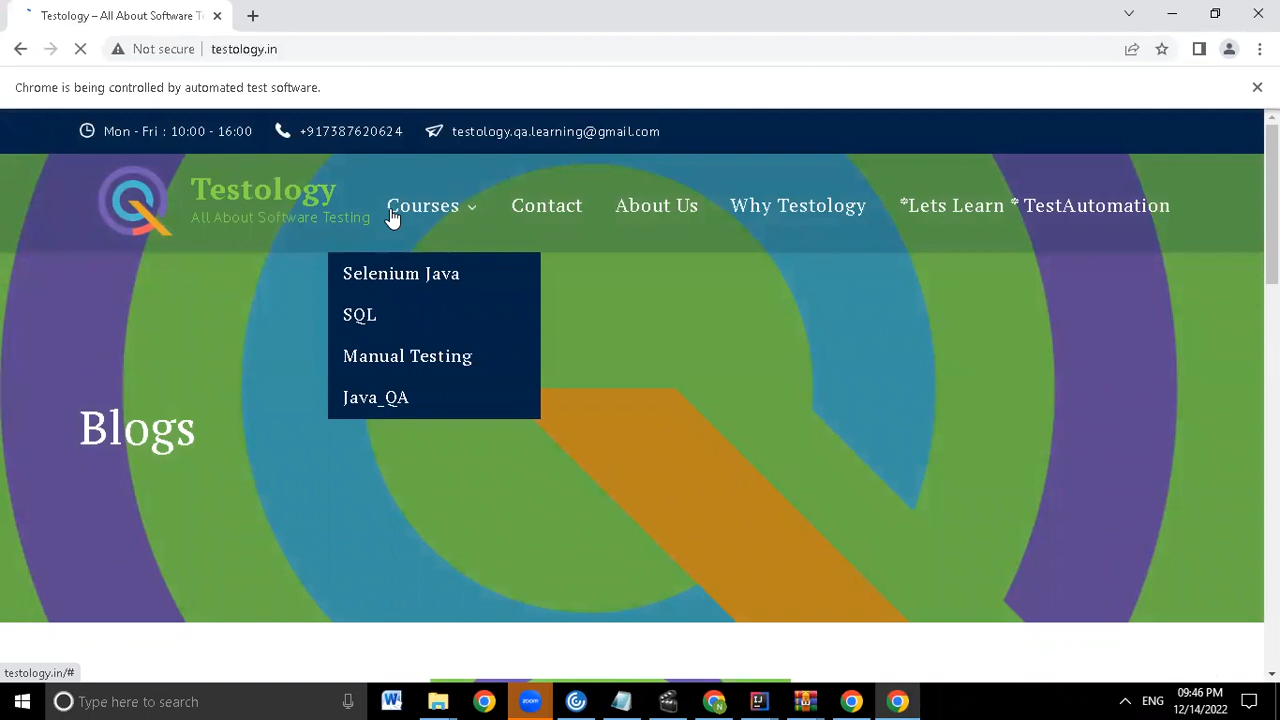 Testology – All About Software T
Not secure
testology.in
Chrome is being controlled by automated test software.
Mon - Fri : 10:00 - 16:00
+917387620624
testology.qa.learning@gmail.com
Testology
All About Software Testing
Courses
Contact
About Us
Why Testology
*Lets Learn * TestAutomation
Selenium Java
SQL
Manual Testing
Java_QA
Blogs
testology.in/#
Type here to search
W
zoom
N
ENG
09:46 PM
12/14/2022